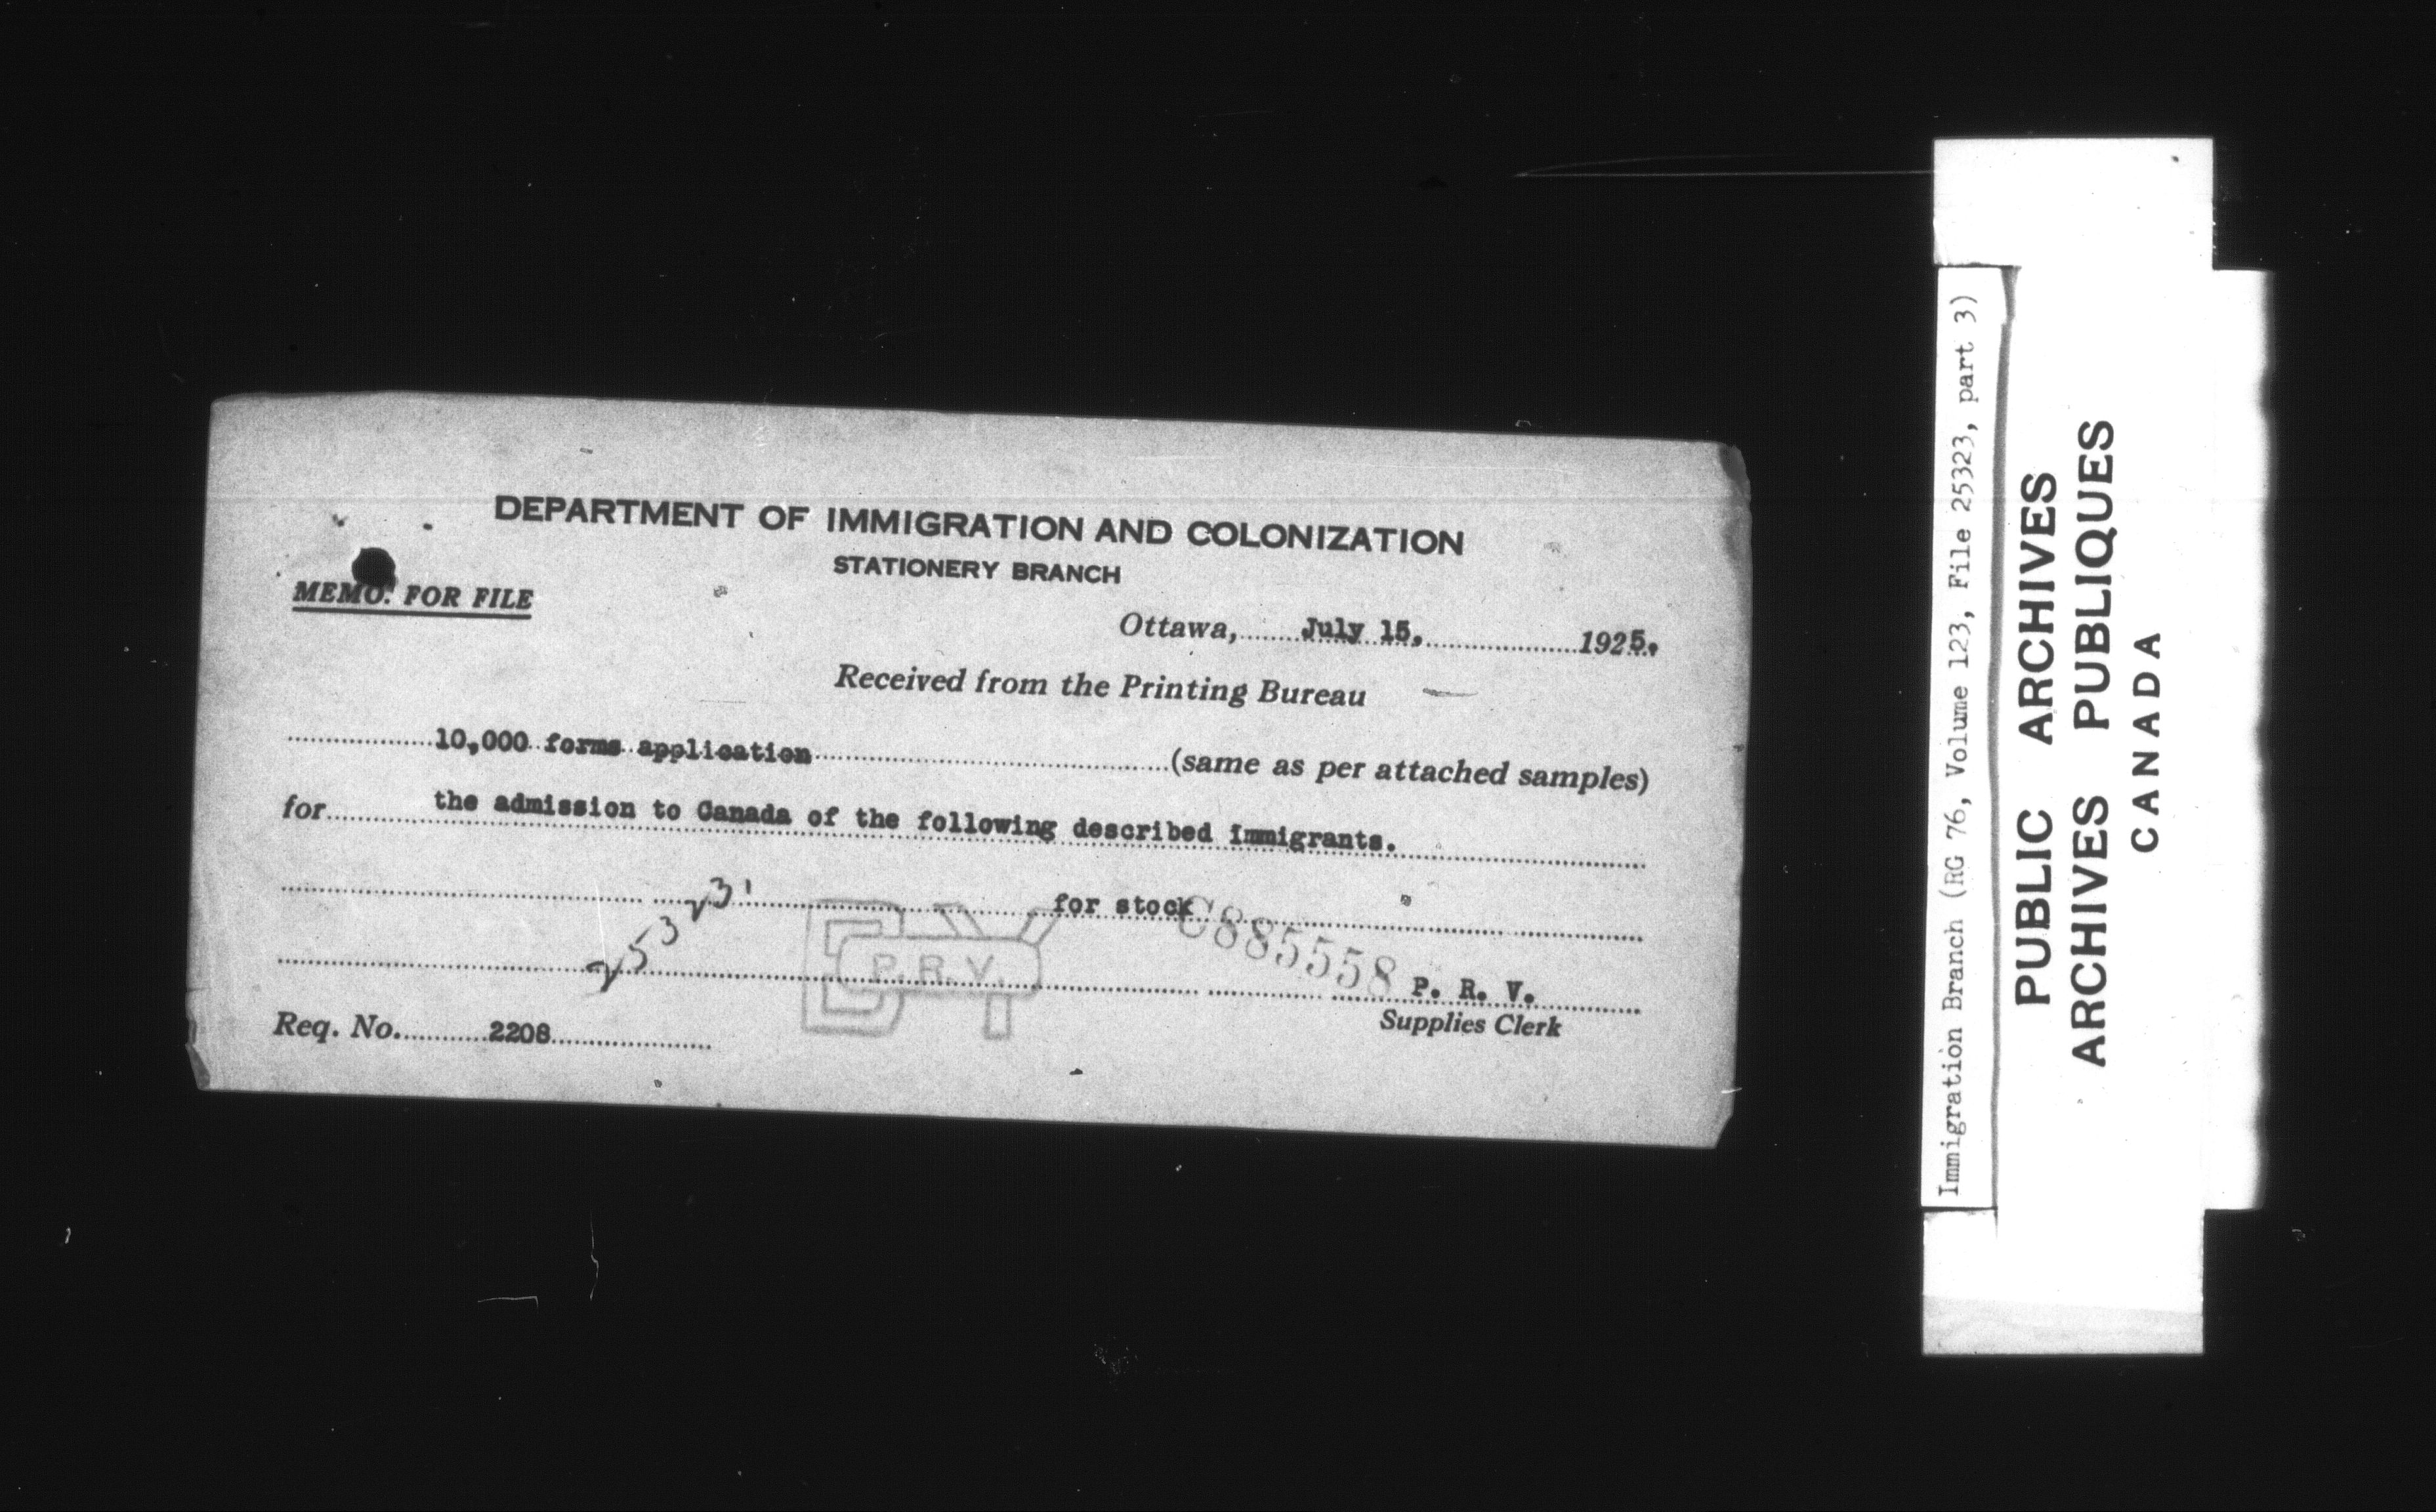 DEPARTMENT OF IMMIGRATION AND COLONIZATION
STATIONERY BRANCH
MEMO. FOR FILE
Ottawa, July 15, 1925.
Received from the Printing Bureau
10,000 forms application (same as per attached samples)
for the admission to Canada of the following described Immigrants.
25323 for stock
C885558
P.R.V.
P. R. V.
Supplies Clerk
Req. No. 2208
Immigration Branch (RG 76, Volume 123, File 25323, part 3)
PUBLIC ARCHIVES
ARCHIVES PUBLIQUES
CANADA